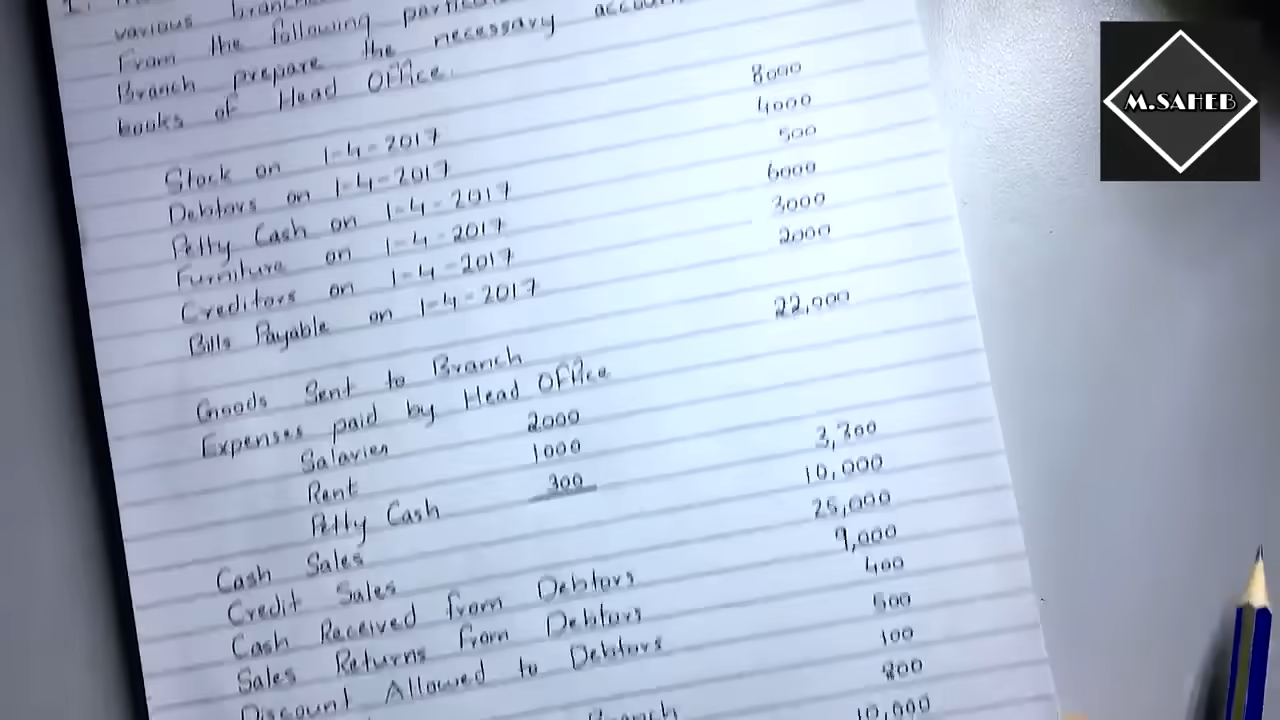 various
From the following
Branch prepare the necessary
books of Head Office.
Stock on 1-4-2017 8000
Debtors on 1-4-2017 4000
Petty Cash on 1-4-2017 500
Furniture on 1-4-2017 6000
Creditors on 1-4-2017 3000
Bills Payable on 1-4-2017 2000
Goods Sent to Branch 22,000
Expenses paid by Head Office
Salaries 2000
Rent 1000
Petty Cash 300 3,300
Cash Sales 10,000
Credit Sales 25,000
Cash Received from Debtors 9,000
Sales Returns from Debtors 400
Discount Allowed to Debtors 500
100
800
Branch 10,000
M.SAHEB